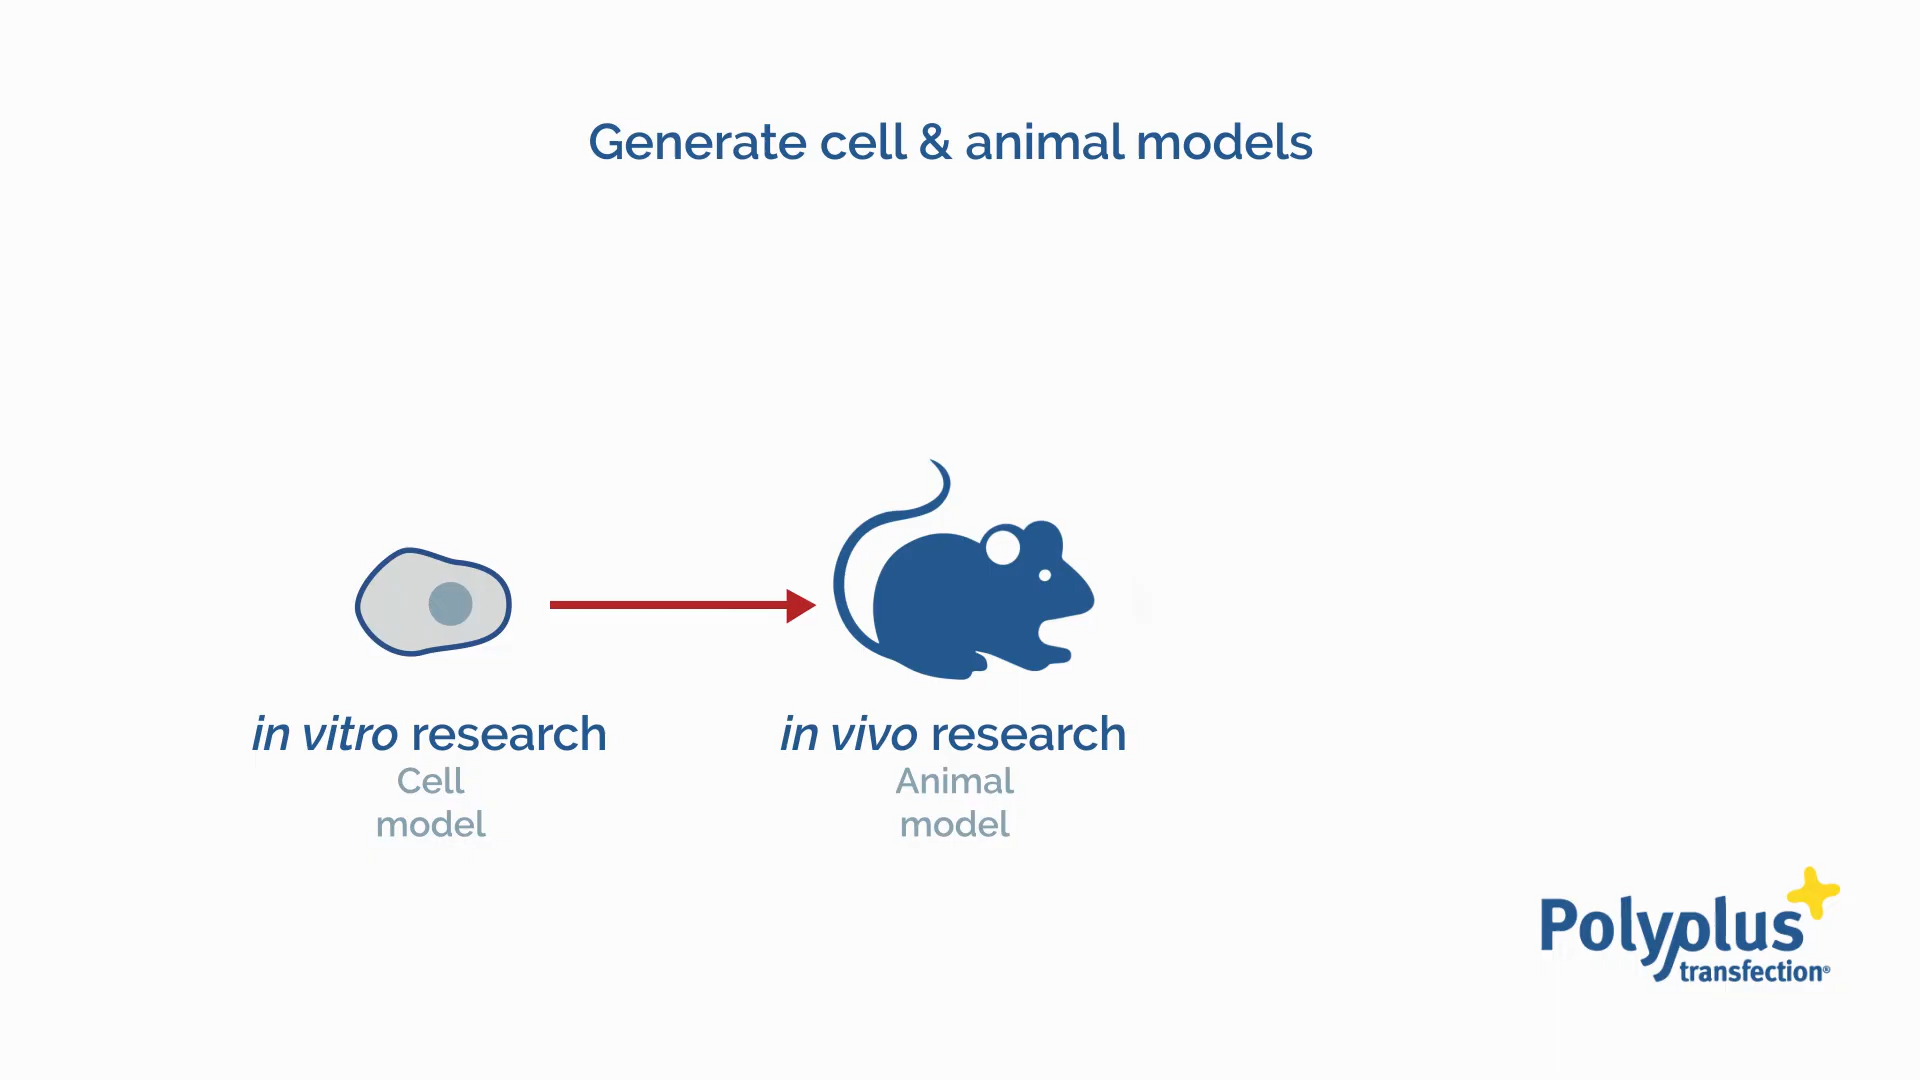 Generate cell & animal models
in vitro research
Cell
model
in vivo research
Animal
model
Polyplus
transfection®